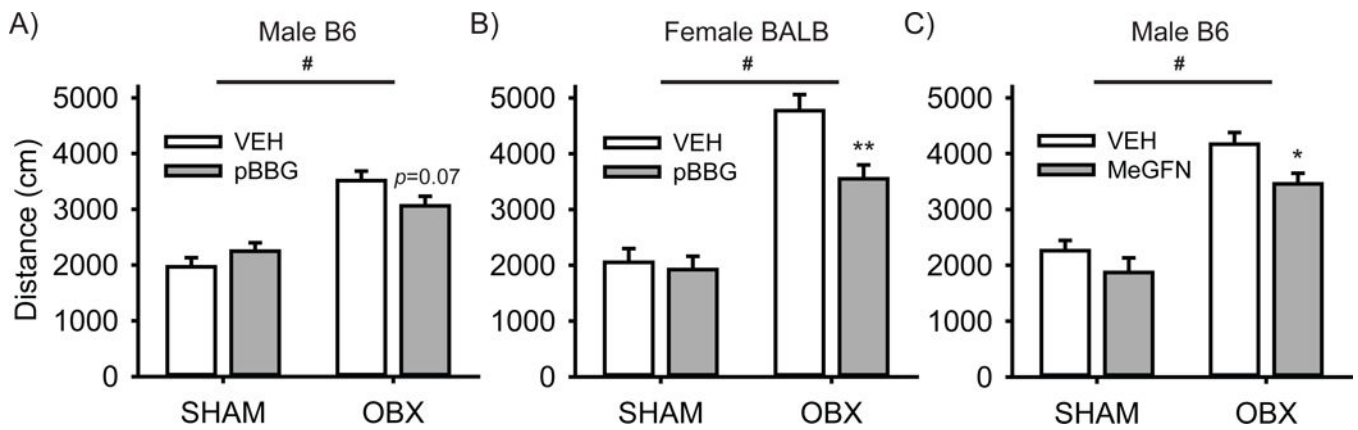 A)
Male B6
#
Distance (cm)
5000
4000
3000
2000
1000
0
VEH
pBBG
p=0.07
SHAM
OBX
B)
Female BALB
#
5000
4000
3000
2000
1000
0
VEH
pBBG
**
SHAM
OBX
C)
Male B6
#
5000
4000
3000
2000
1000
0
VEH
MeGFN
*
SHAM
OBX